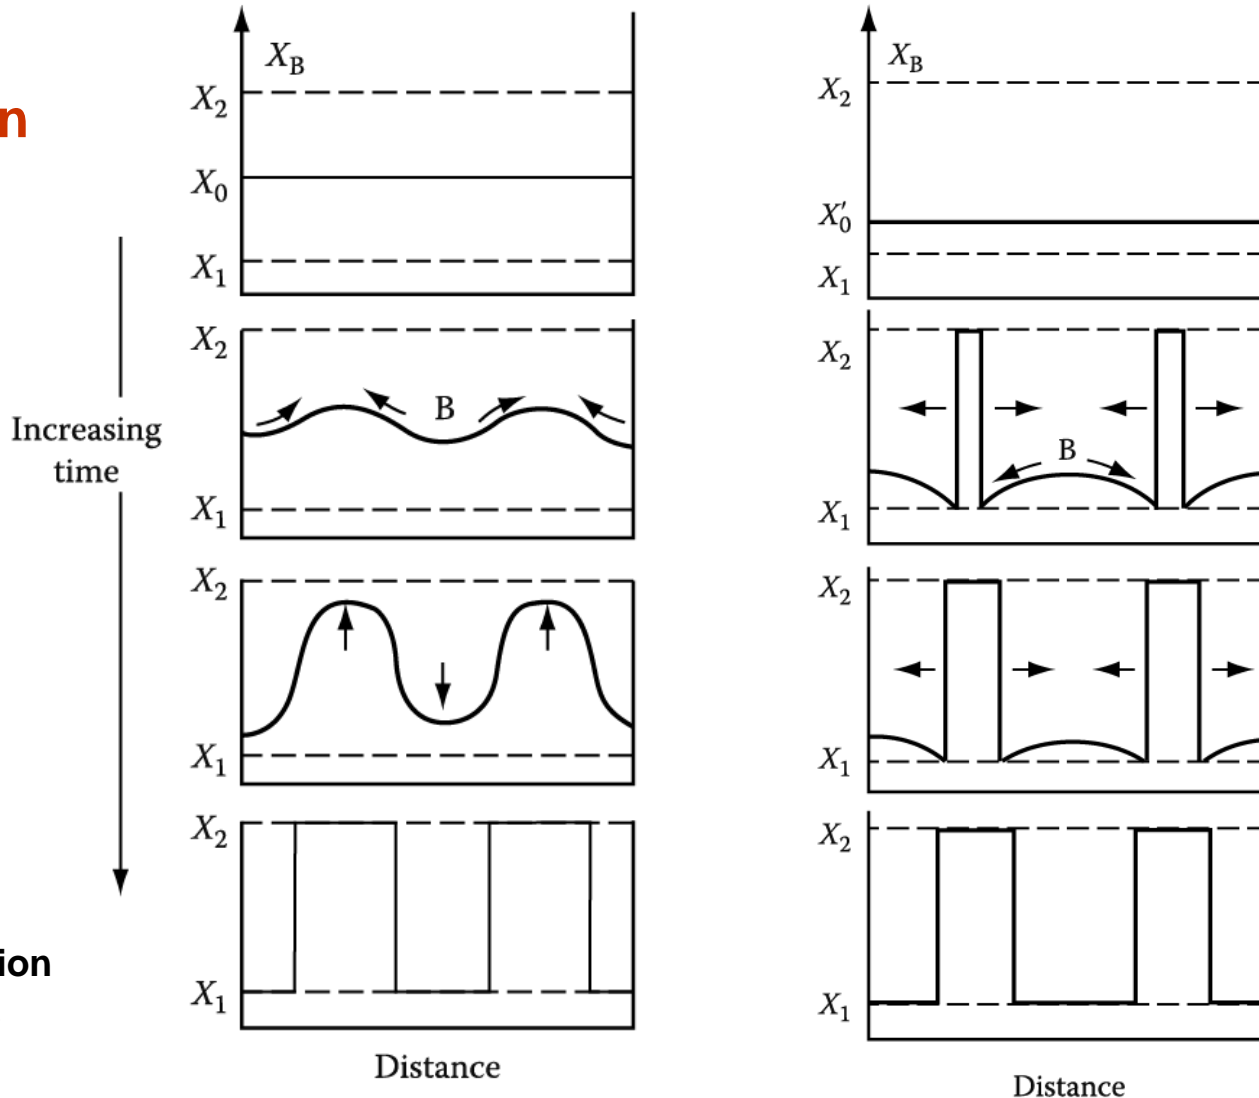 n
Increasing
time
ion
X_B
X_2
X_0
X_1
X_2
B
X_1
X_2
X_1
X_2
X_1
Distance
X_B
X_2
X'_0
X_1
X_2
B
X_1
X_2
X_1
X_2
X_1
Distance